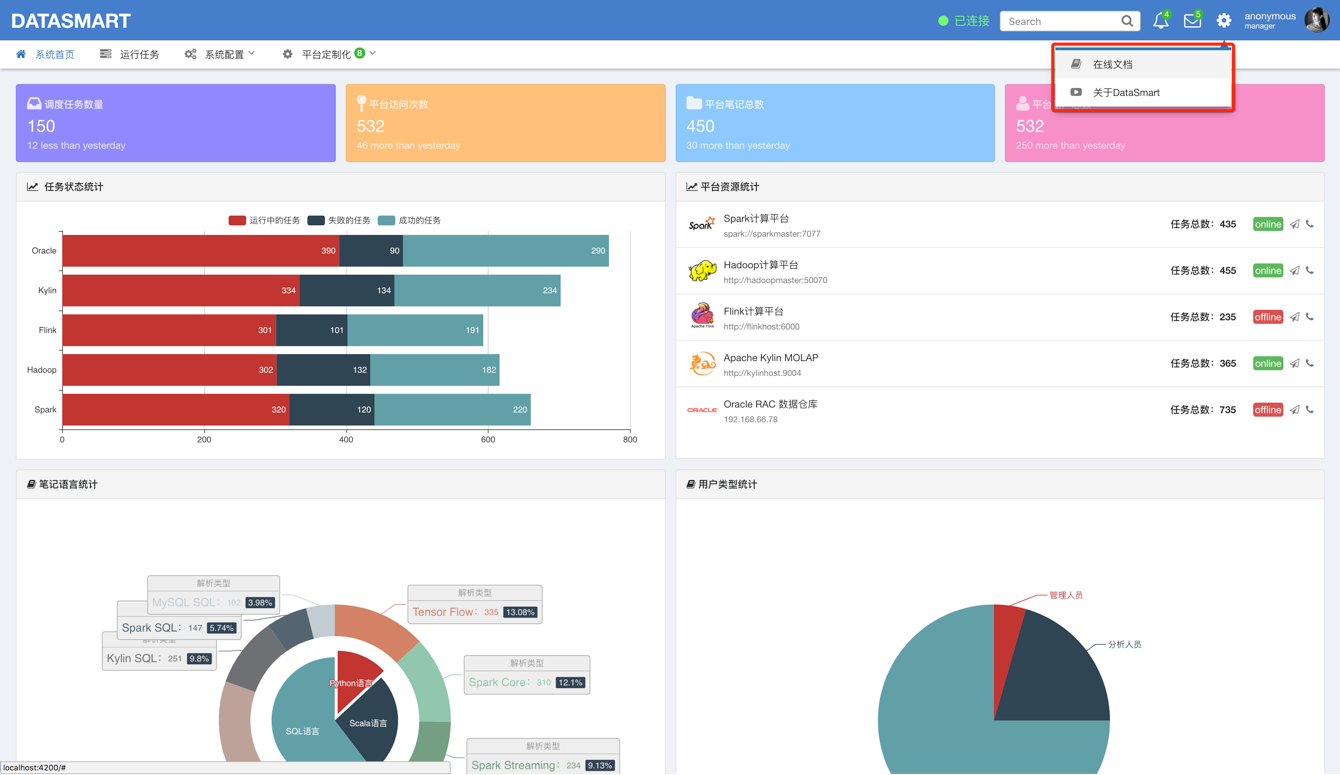 DATASMART
已连接
Search
4
5
anonymous
manager
系统首页
运行任务
系统配置
平台定制化 8
在线文档
关于DataSmart
调度任务数量
150
12 less than yesterday
平台访问次数
532
46 more than yesterday
平台笔记总数
450
30 more than yesterday
平台
532
250 more than yesterday
任务状态统计
运行中的任务 失败的任务 成功的任务
Oracle 390 90 290
Kylin 334 134 234
Flink 301 101 191
Hadoop 302 132 182
Spark 320 120 220
0 200 400 600 800
平台资源统计
Spark计算平台
spark://sparkmaster:7077
任务总数：435 online
Hadoop计算平台
http://hadoopmaster:50070
任务总数：455 online
Flink计算平台
http://flinkhost:6000
任务总数：235 offline
Apache Kylin MOLAP
http://kylinhost.9004
任务总数：365 online
Oracle RAC 数据仓库
192.168.66.78
任务总数：735 offline
Spark
Apache Flink
ORACLE
笔记语言统计
解析类型
MySQL SQL： 102 3.98%
Spark SQL： 147 5.74%
解析类型
Kylin SQL： 251 9.8%
解析类型
Tensor Flow： 335 13.08%
解析类型
Spark Core： 310 12.1%
解析类型
Spark Streaming： 234 9.13%
Python语言
Scala语言
SQL语言
用户类型统计
管理人员
分析人员
localhost:4200/#